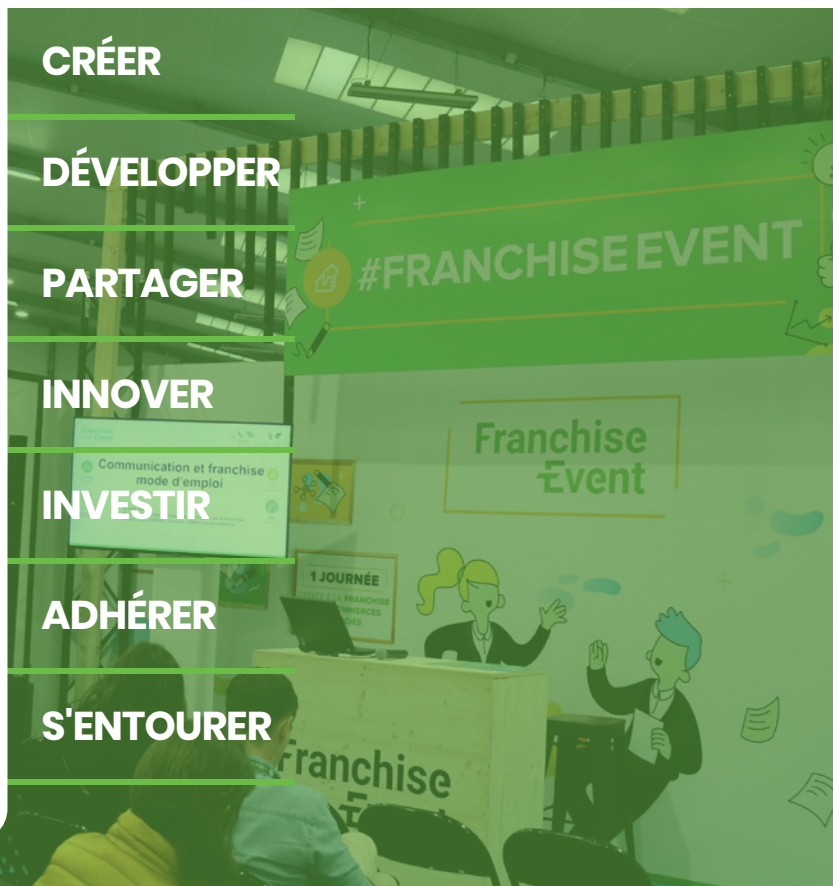 CRÉER
DÉVELOPPER
PARTAGER
INNOVER
INVESTIR
ADHÉRER
S'ENTOURER
#FRANCHISE EVENT
Franchise
Event
Communication et franchise
mode d'emploi
1 JOURNÉE
À LA FRANCHISE
Franchise